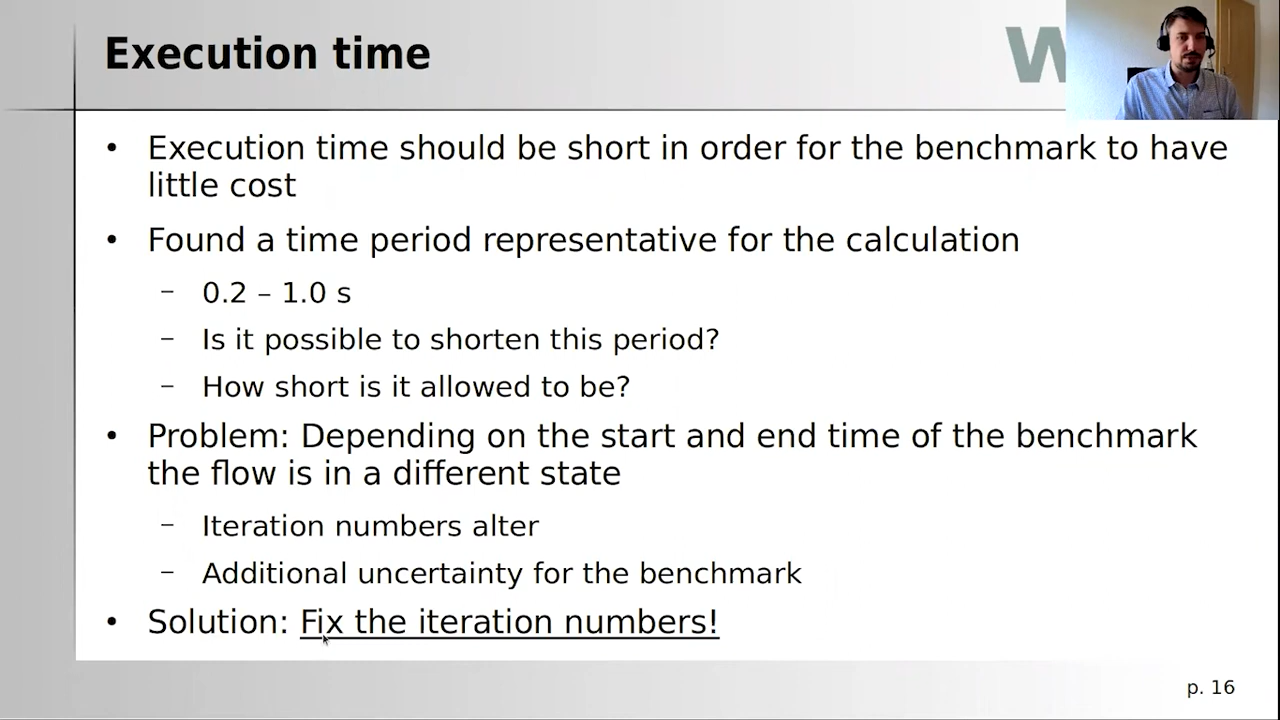 Execution time
W
• Execution time should be short in order for the benchmark to have
little cost
• Found a time period representative for the calculation
– 0.2 – 1.0 s
– Is it possible to shorten this period?
– How short is it allowed to be?
• Problem: Depending on the start and end time of the benchmark
the flow is in a different state
– Iteration numbers alter
– Additional uncertainty for the benchmark
• Solution: Fix the iteration numbers!
p. 16